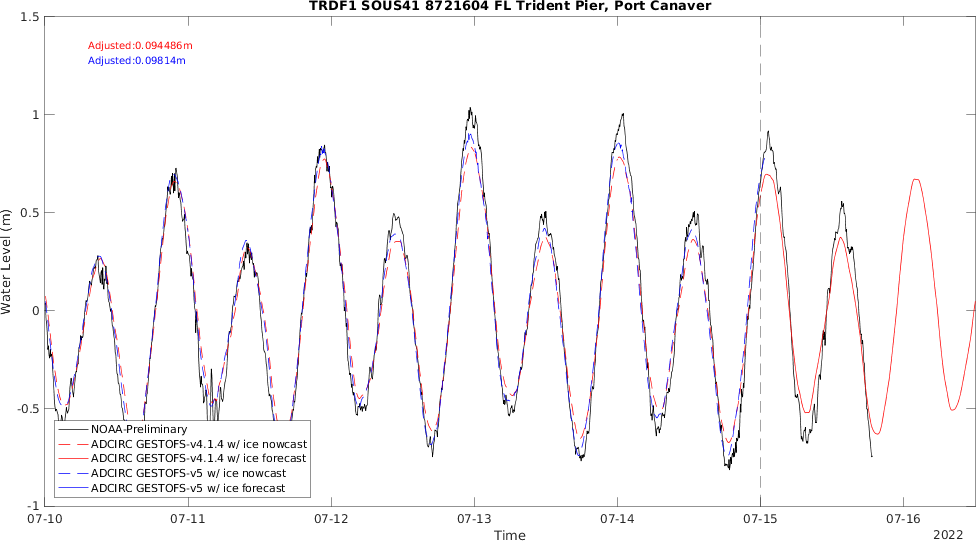 TRDF1 SOUS41 8721604 FL Trident Pier, Port Canaver
1.5
Adjusted:0.094486m
Adjusted:0.09814m
1
0.5
0
-0.5
-1
Water Level (m)
NOAA-Preliminary
ADCIRC GESTOFS-v4.1.4 w/ ice nowcast
ADCIRC GESTOFS-v4.1.4 w/ ice forecast
ADCIRC GESTOFS-v5 w/ ice nowcast
ADCIRC GESTOFS-v5 w/ ice forecast
07-10 07-11 07-12 07-13 07-14 07-15 07-16
Time
2022